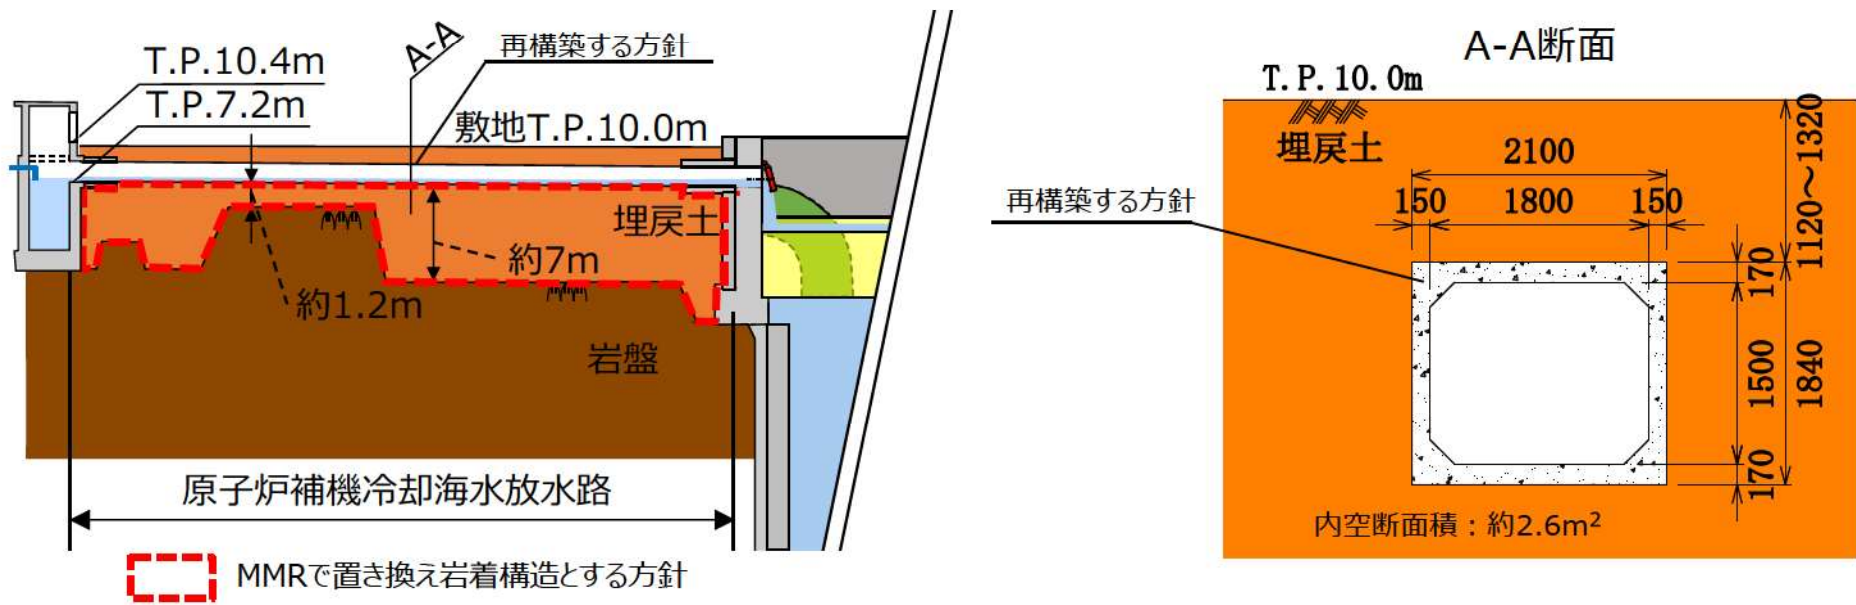 T.P.10.4m
T.P.7.2m
A-A
再構築する方針
敷地T.P.10.0m
埋戻土
約7m
約1.2m
岩盤
原子炉補機冷却海水放水路
MMRで置き換え岩着構造とする方針
A-A断面
T.P.10.0m
埋戻土
再構築する方針
2100
150
1800
150
1120～1320
170
1500
1840
170
内空断面積：約2.6m²